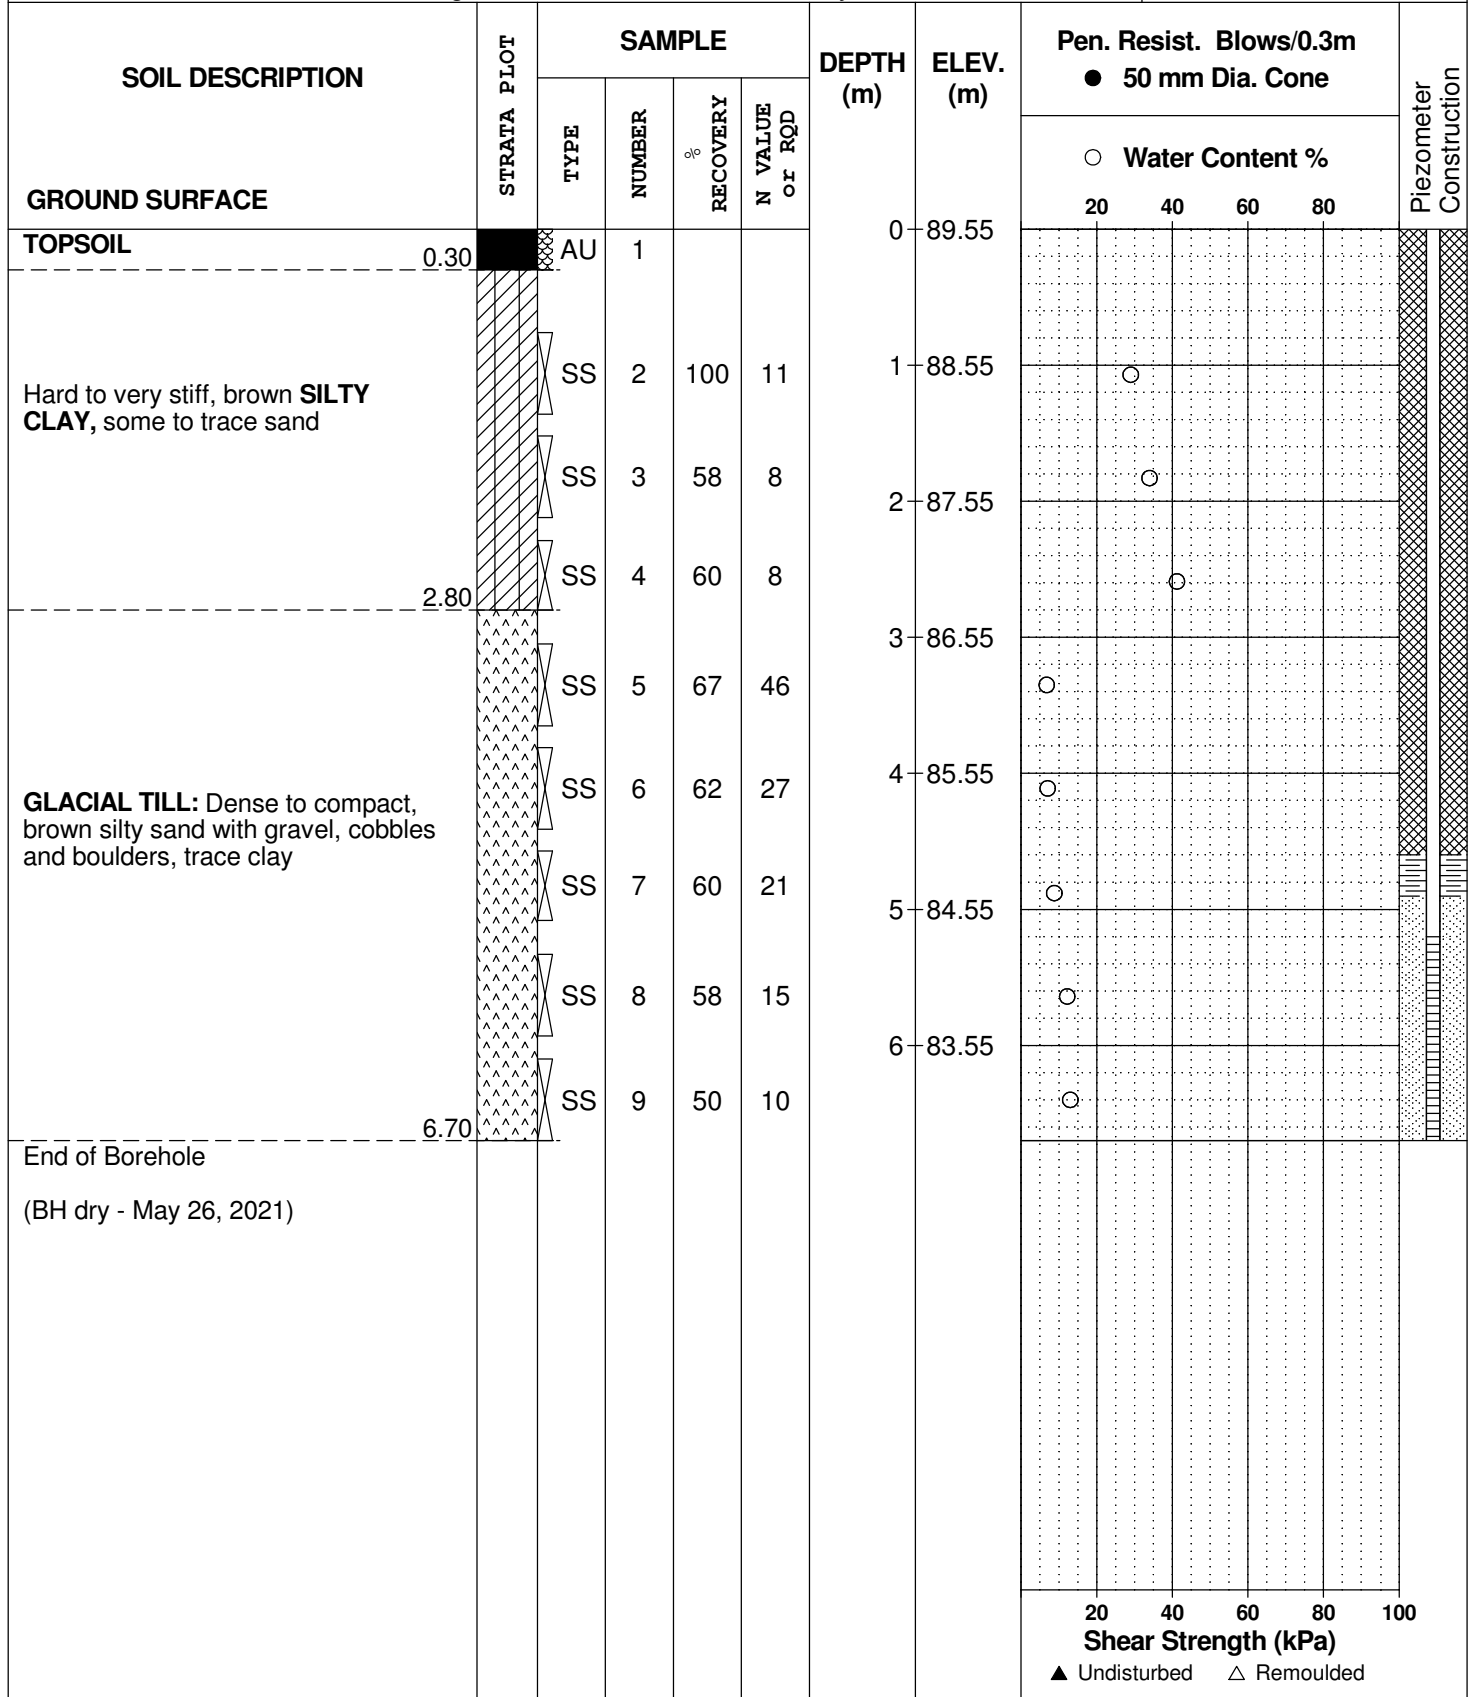 SOIL DESCRIPTION
GROUND SURFACE
STRATA PLOT
SAMPLE
TYPE
NUMBER
% RECOVERY
N VALUE or RQD
DEPTH (m)
ELEV. (m)
Pen. Resist. Blows/0.3m
● 50 mm Dia. Cone
○ Water Content %
20 40 60 80
Piezometer Construction
TOPSOIL
0.30
AU 1
0 89.55
Hard to very stiff, brown SILTY
CLAY, some to trace sand
SS 2 100 11
1 88.55
SS 3 58 8
2 87.55
SS 4 60 8
2.80
3 86.55
SS 5 67 46
GLACIAL TILL: Dense to compact,
brown silty sand with gravel, cobbles
and boulders, trace clay
SS 6 62 27
4 85.55
SS 7 60 21
5 84.55
SS 8 58 15
6 83.55
SS 9 50 10
6.70
End of Borehole
(BH dry - May 26, 2021)
20 40 60 80 100
Shear Strength (kPa)
▲ Undisturbed △ Remoulded